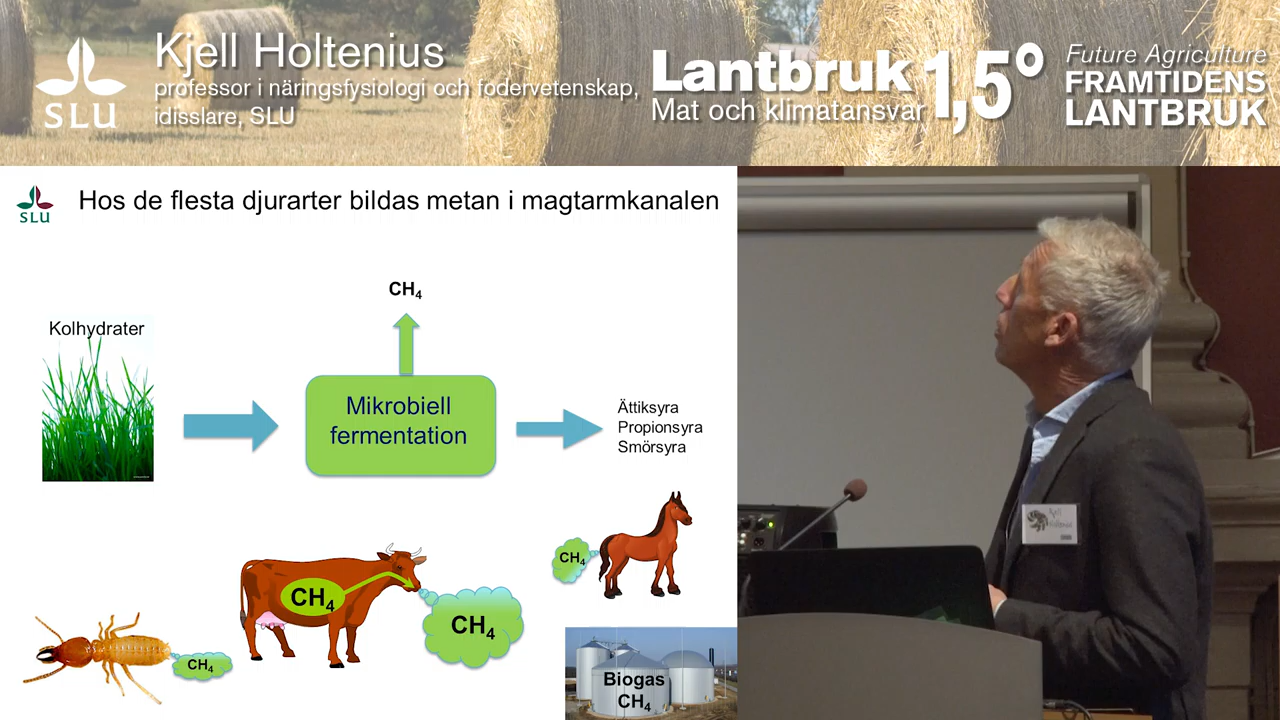 SLU
Kjell Holtenius
professor i näringsfysiologi och fodervetenskap,
idisslare, SLU
Lantbruk 1,5°
Mat och klimatansvar
Future Agriculture
FRAMTIDENS
LANTBRUK
SLU
Hos de flesta djurarter bildas metan i magtarmkanalen
CH4
Kolhydrater
Mikrobiell
fermentation
Ättiksyra
Propionsyra
Smörsyra
CH4
CH4
CH4
CH4
Biogas
CH4
Kjell
Holtenius